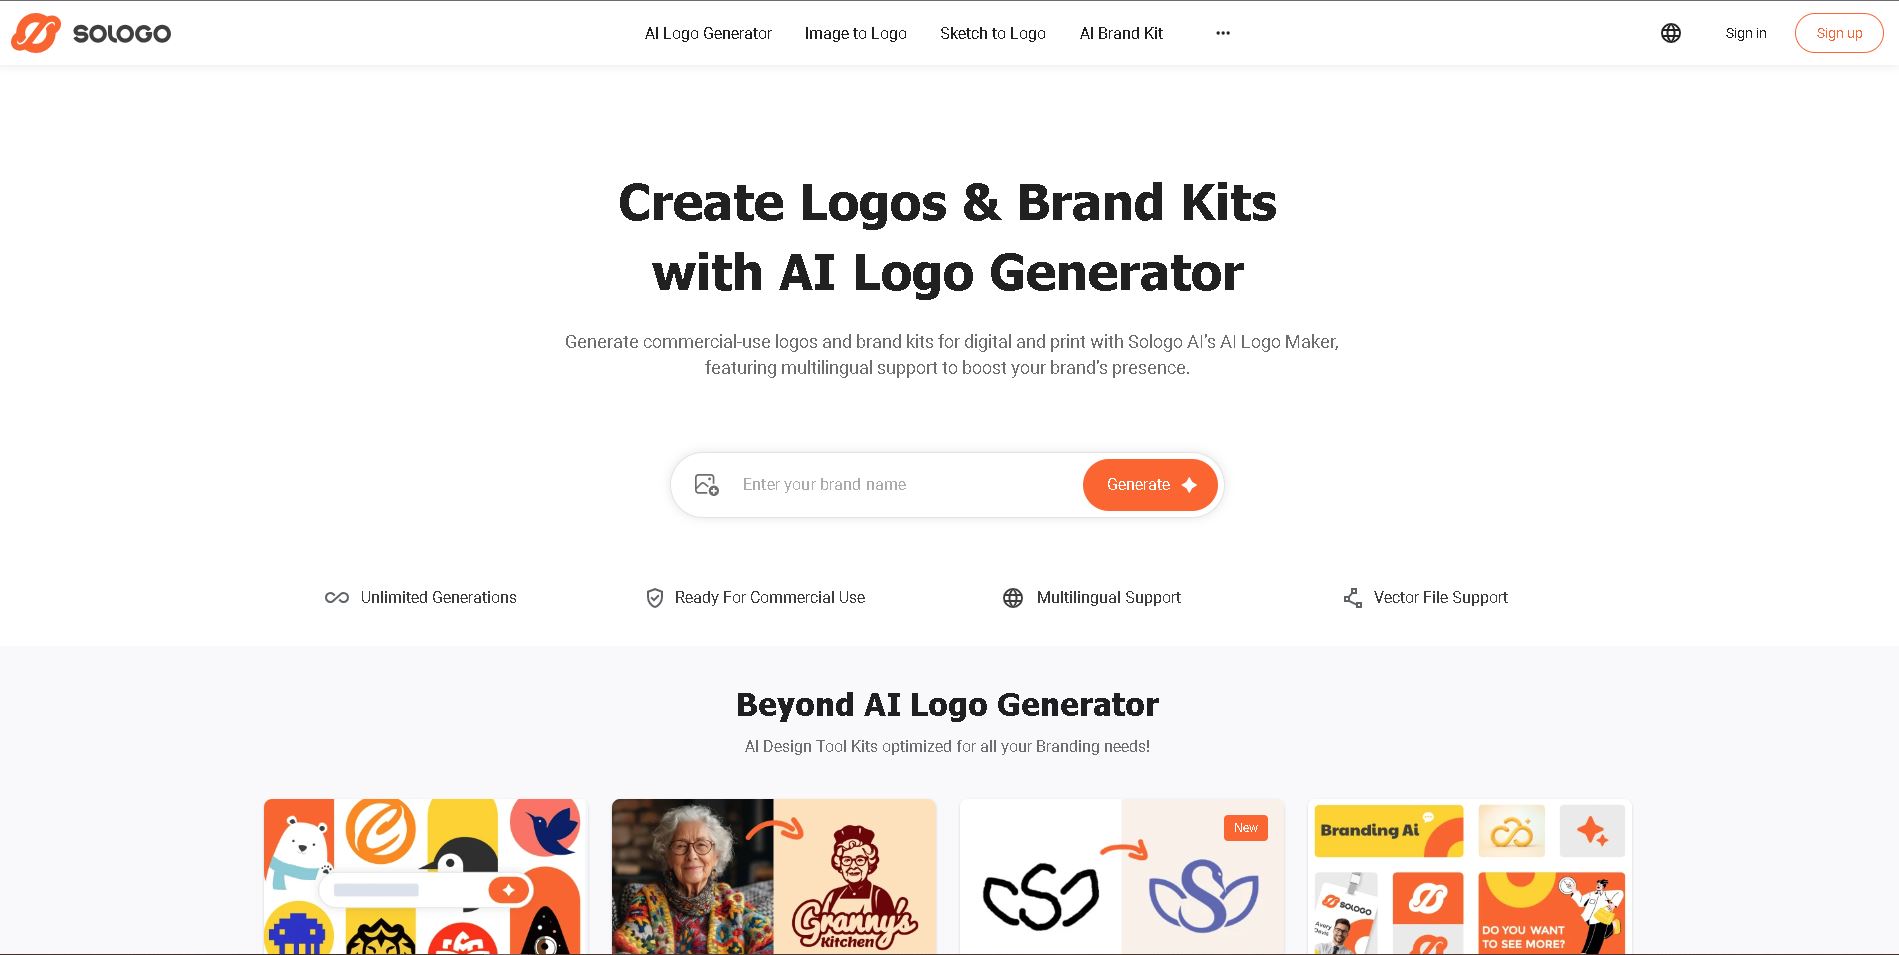 SOLOGO
AI Logo Generator
Image to Logo
Sketch to Logo
AI Brand Kit
Sign in
Sign up
Create Logos & Brand Kits
with AI Logo Generator
Generate commercial-use logos and brand kits for digital and print with Sologo AI's AI Logo Maker,
featuring multilingual support to boost your brand's presence.
Enter your brand name
Generate
Unlimited Generations
Ready For Commercial Use
Multilingual Support
Vector File Support
Beyond AI Logo Generator
AI Design Tool Kits optimized for all your Branding needs!
Granny's
Kitchen
New
Branding Ai
SOLOGO
Avery
Davis
DO YOU WANT
TO SEE MORE?